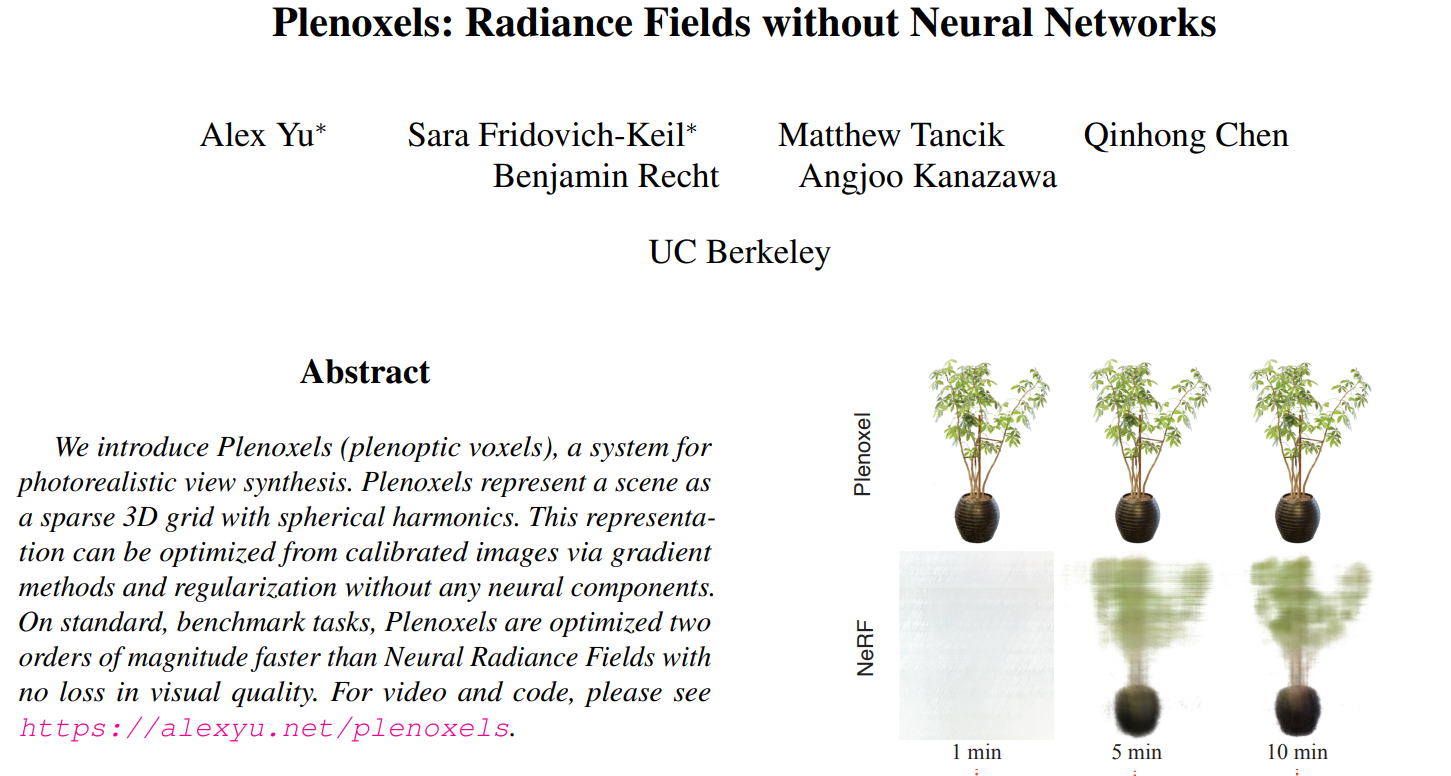 Plenoxels: Radiance Fields without Neural Networks
Alex Yu* Sara Fridovich-Keil* Matthew Tancik Qinhong Chen
Benjamin Recht Angjoo Kanazawa
UC Berkeley
Abstract
We introduce Plenoxels (plenoptic voxels), a system for
photorealistic view synthesis. Plenoxels represent a scene as
a sparse 3D grid with spherical harmonics. This representa-
tion can be optimized from calibrated images via gradient
methods and regularization without any neural components.
On standard, benchmark tasks, Plenoxels are optimized two
orders of magnitude faster than Neural Radiance Fields with
no loss in visual quality. For video and code, please see
https://alexyu.net/plenoxels.
Plenoxel
NeRF
1 min 5 min 10 min